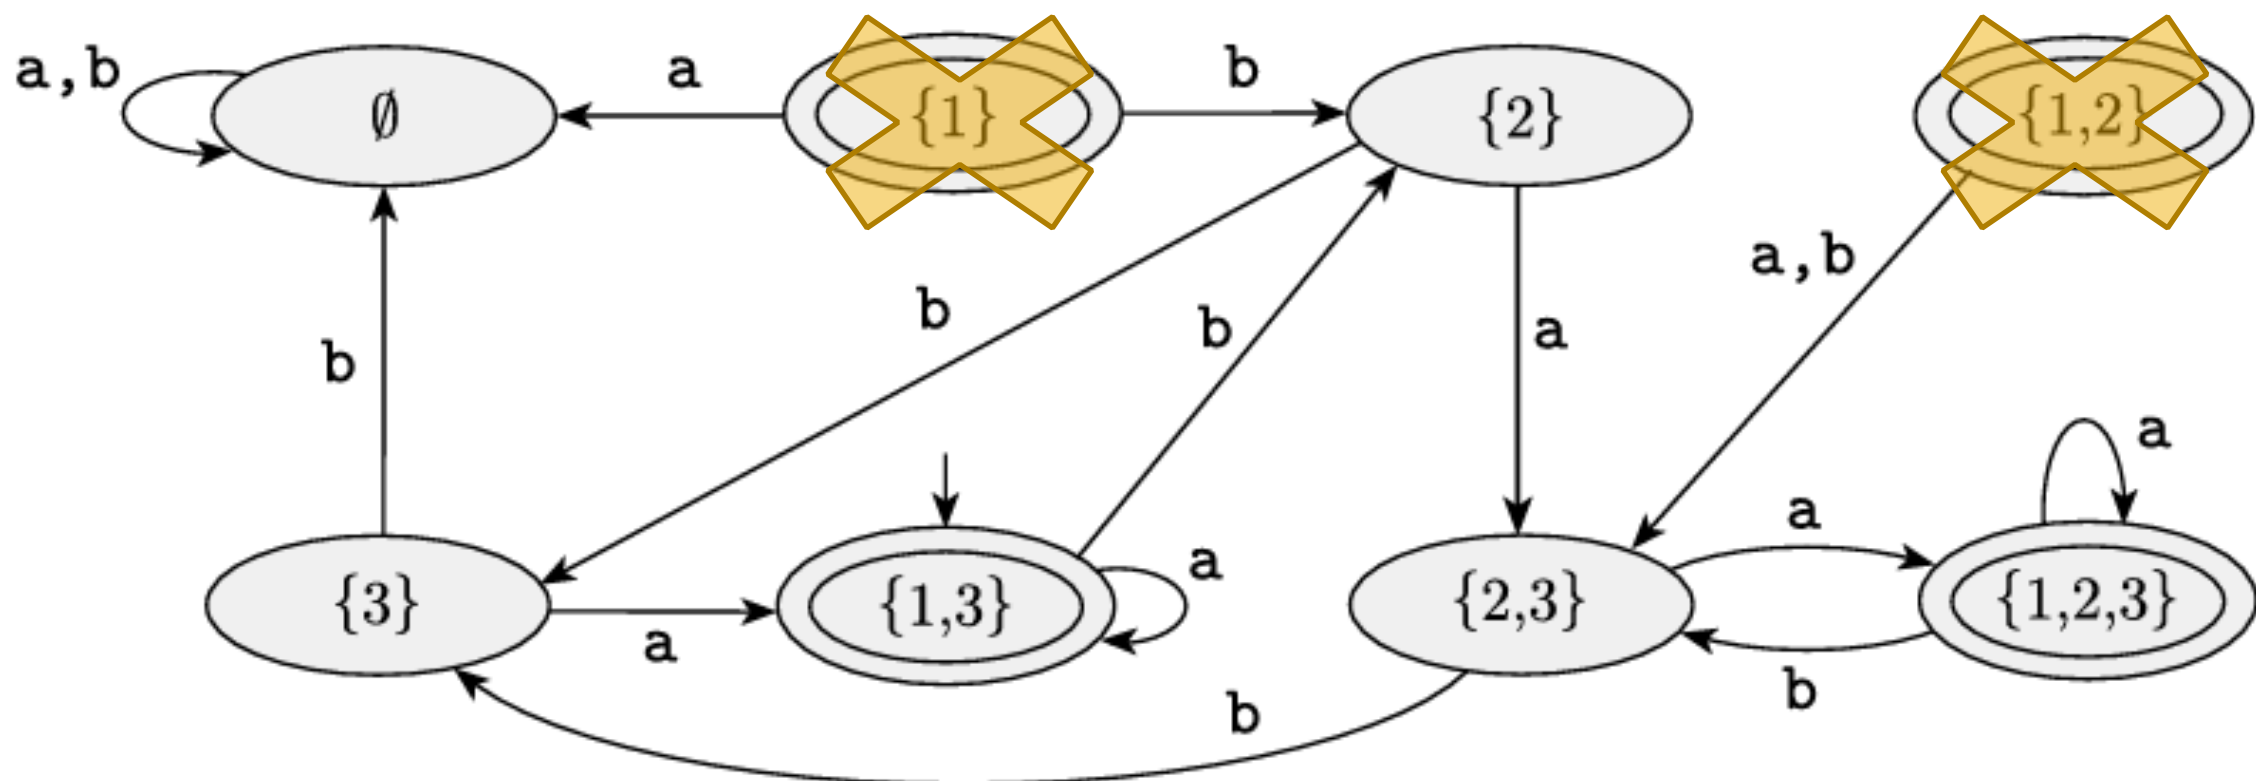 a,b
∅
a
{1}
b
{2}
{1,2}
b
b
b
a
a,b
a
{3}
a
{1,3}
a
{2,3}
a
b
{1,2,3}
b